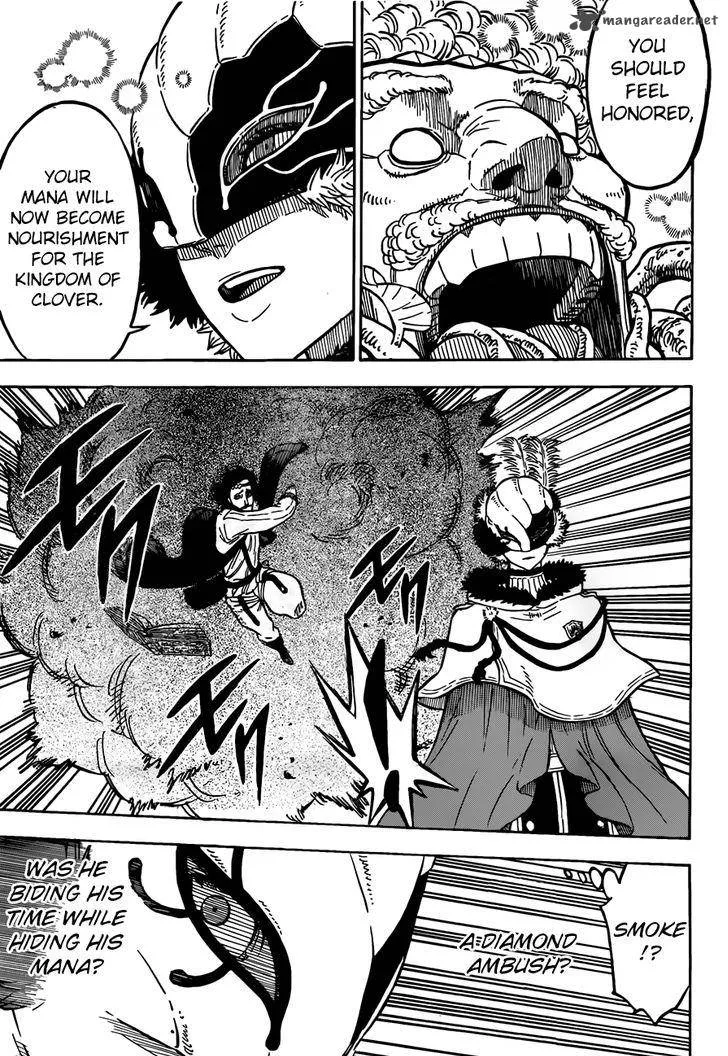 mangareader.net
YOU
SHOULD
FEEL
HONORED,
YOUR
MANA WILL
NOW BECOME
NOURISHMENT
FOR THE
KINGDOM OF
CLOVER.
SMOKE
!?
A DIAMOND
AMBUSH?
WAS HE
BIDING HIS
TIME WHILE
HIDING HIS
MANA?